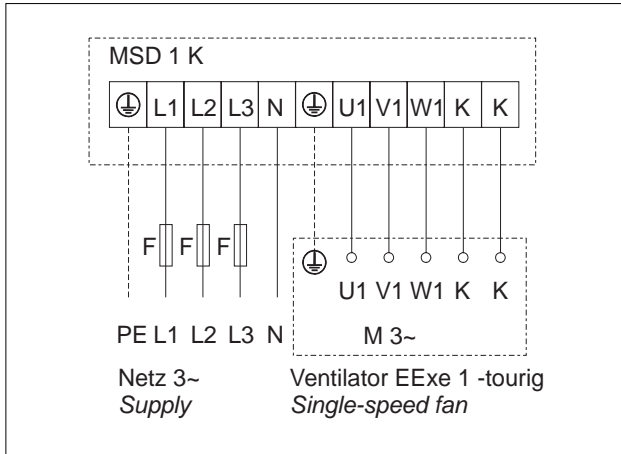 MSD 1 K
L1 L2 L3 N U1 V1 W1 K K
F F F
U1 V1 W1 K K
PE L1 L2 L3 N M 3~
Netz 3~ Ventilator EExe 1 -tourig
Supply Single-speed fan